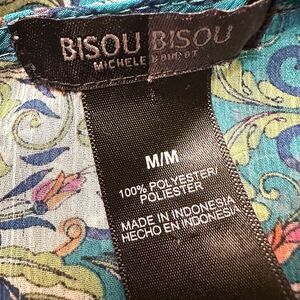 BISOU BISOU
MICHELE BOHBOT
M/M
100% POLYESTER/
POLIESTER
MADE IN INDONESIA
HECHO EN INDONESIA